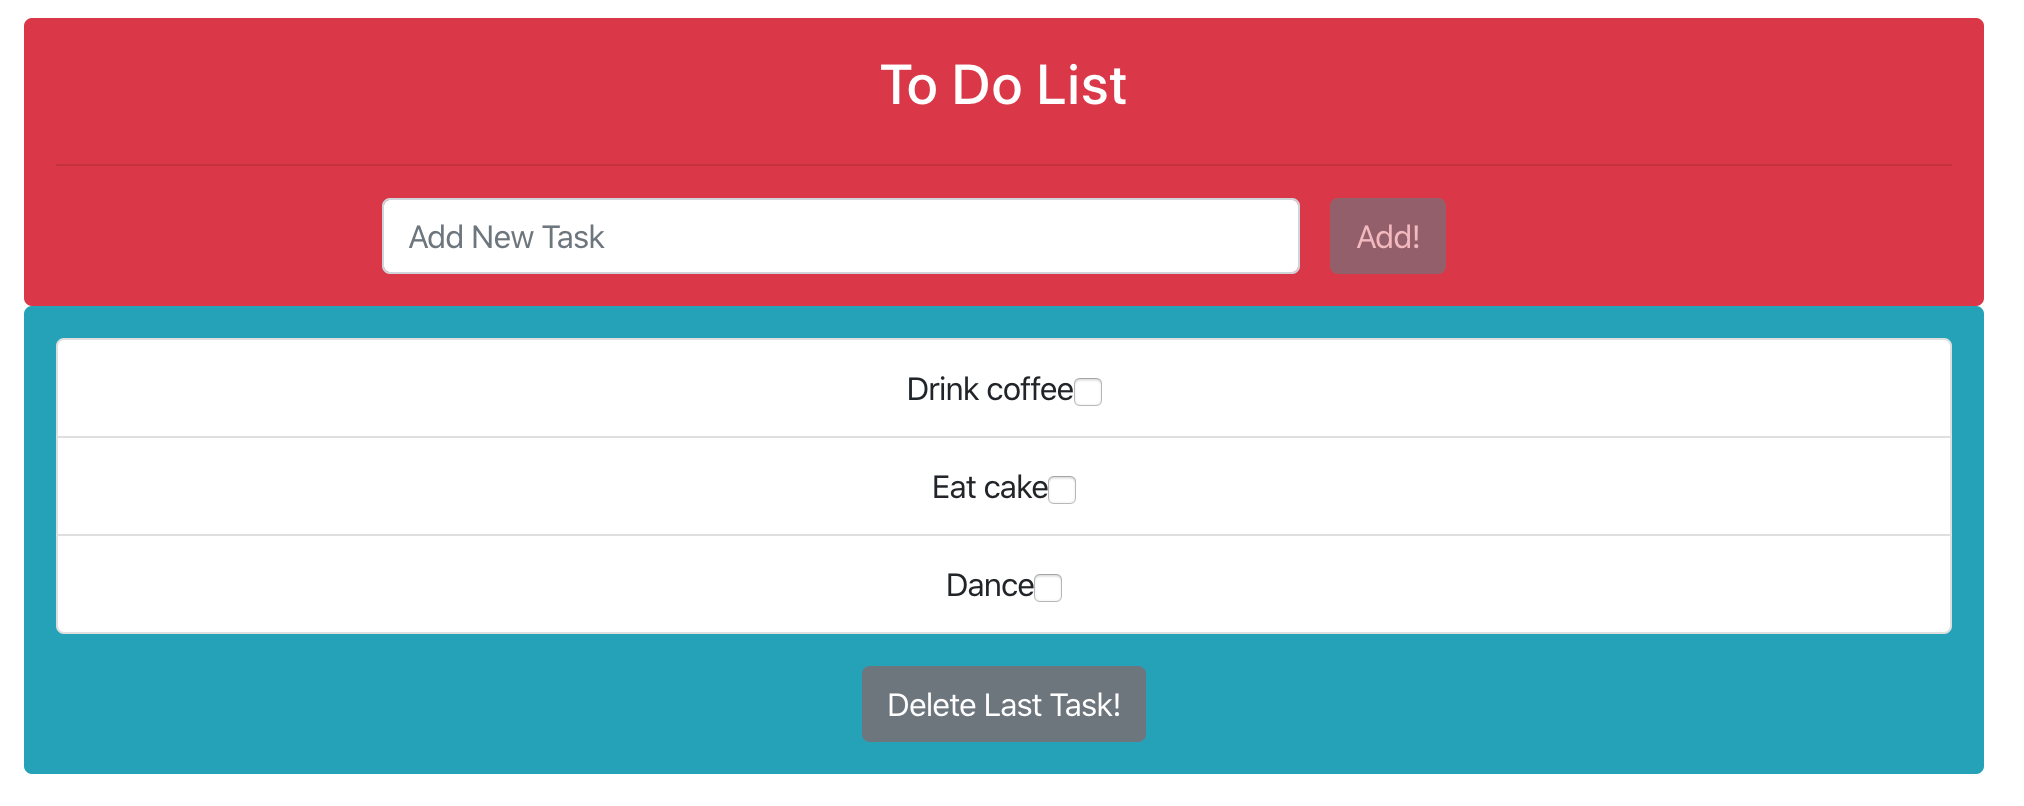 To Do List
Add New Task
Add!
Drink coffee
Eat cake
Dance
Delete Last Task!